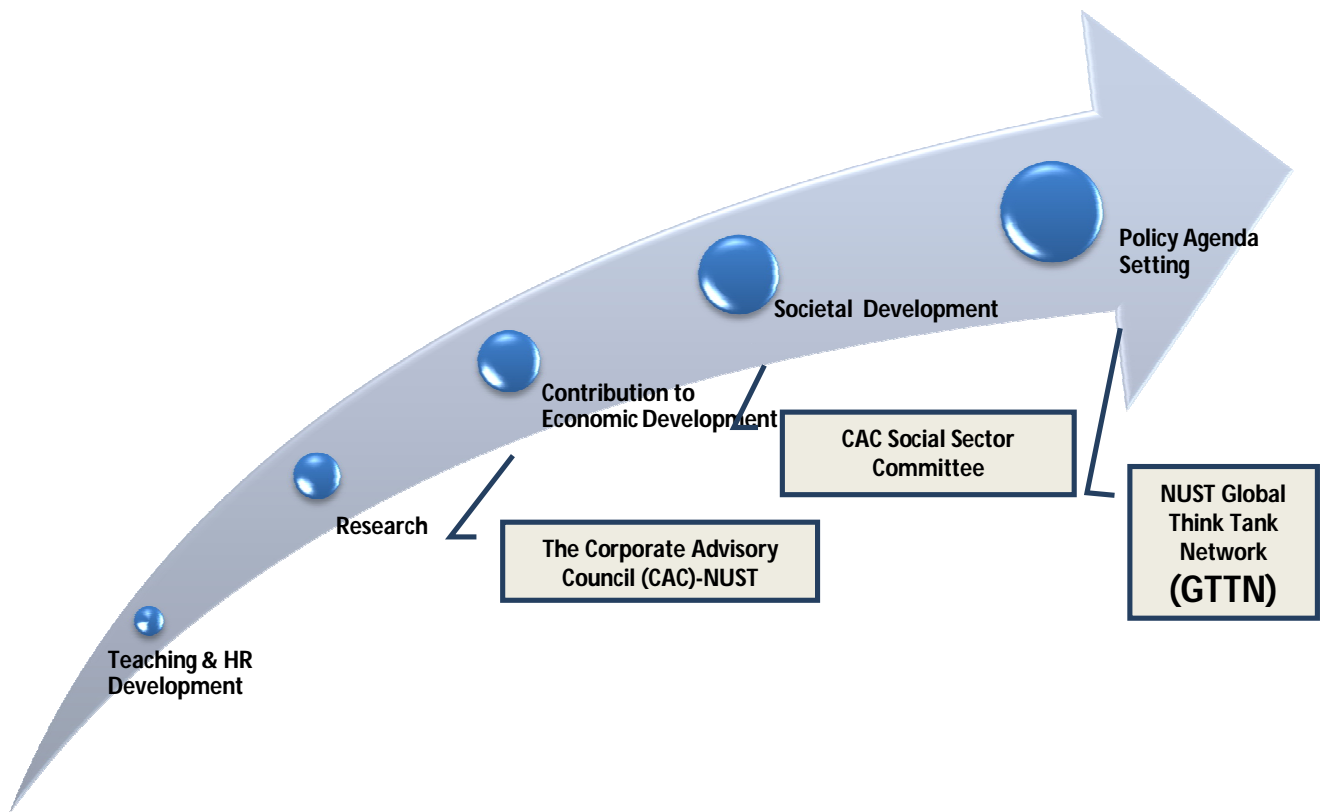 Policy Agenda
Setting
Societal Development
Contribution to
Economic Development
CAC Social Sector
Committee
NUST Global
Think Tank
Network
(GTTN)
Research
The Corporate Advisory
Council (CAC)-NUST
Teaching & HR
Development